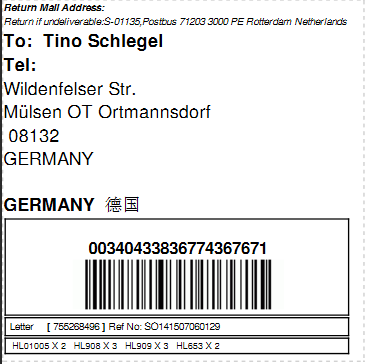 Return Mail Address:
Return if undeliverable:S-01135,Postbus 71203 3000 PE Rotterdam Netherlands
To: Tino Schlegel
Tel:
Wildenfelser Str.
Mülsen OT Ortmannsdorf
08132
GERMANY
GERMANY 德国
00340433836774367671
Letter [ 755268496 ] Ref No: SO141507060129
HL01005 X 2 HL908 X 3 HL909 X 3 HL653 X 2